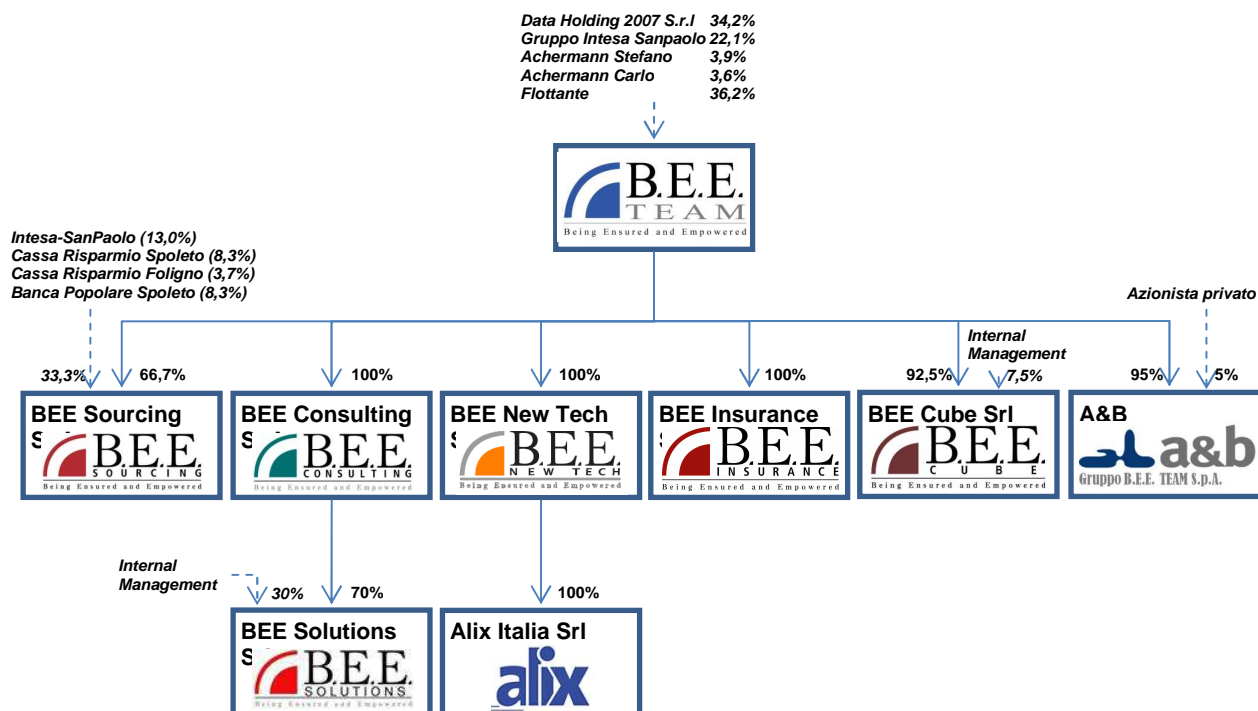 Data Holding 2007 S.r.l 34,2%
Gruppo Intesa Sanpaolo 22,1%
Achermann Stefano 3,9%
Achermann Carlo 3,6%
Flottante 36,2%
B.E.E.
TEAM
Being Ensured and Empowered
Intesa-SanPaolo (13,0%)
Cassa Risparmio Spoleto (8,3%)
Cassa Risparmio Foligno (3,7%)
Banca Popolare Spoleto (8,3%)
Azionista privato
Internal
Management
33,3% 66,7%
100%
100%
100%
92,5% 7,5%
95% 5%
BEE Sourcing
B.E.E.
SOURCING
Being Ensured and Empowered
BEE Consulting
B.E.E.
CONSULTING
Being Ensured and Empowered
BEE New Tech
B.E.E.
NEW TECH
Being Ensured and Empowered
BEE Insurance
B.E.E.
INSURANCE
Being Ensured and Empowered
BEE Cube Srl
B.E.E.
CUBE
Being Ensured and Empowered
A&B
a&b
Gruppo B.E.E. TEAM S.p.A.
Internal
Management
30% 70%
100%
BEE Solutions
B.E.E.
SOLUTIONS
Being Ensured and Empowered
Alix Italia Srl
alix